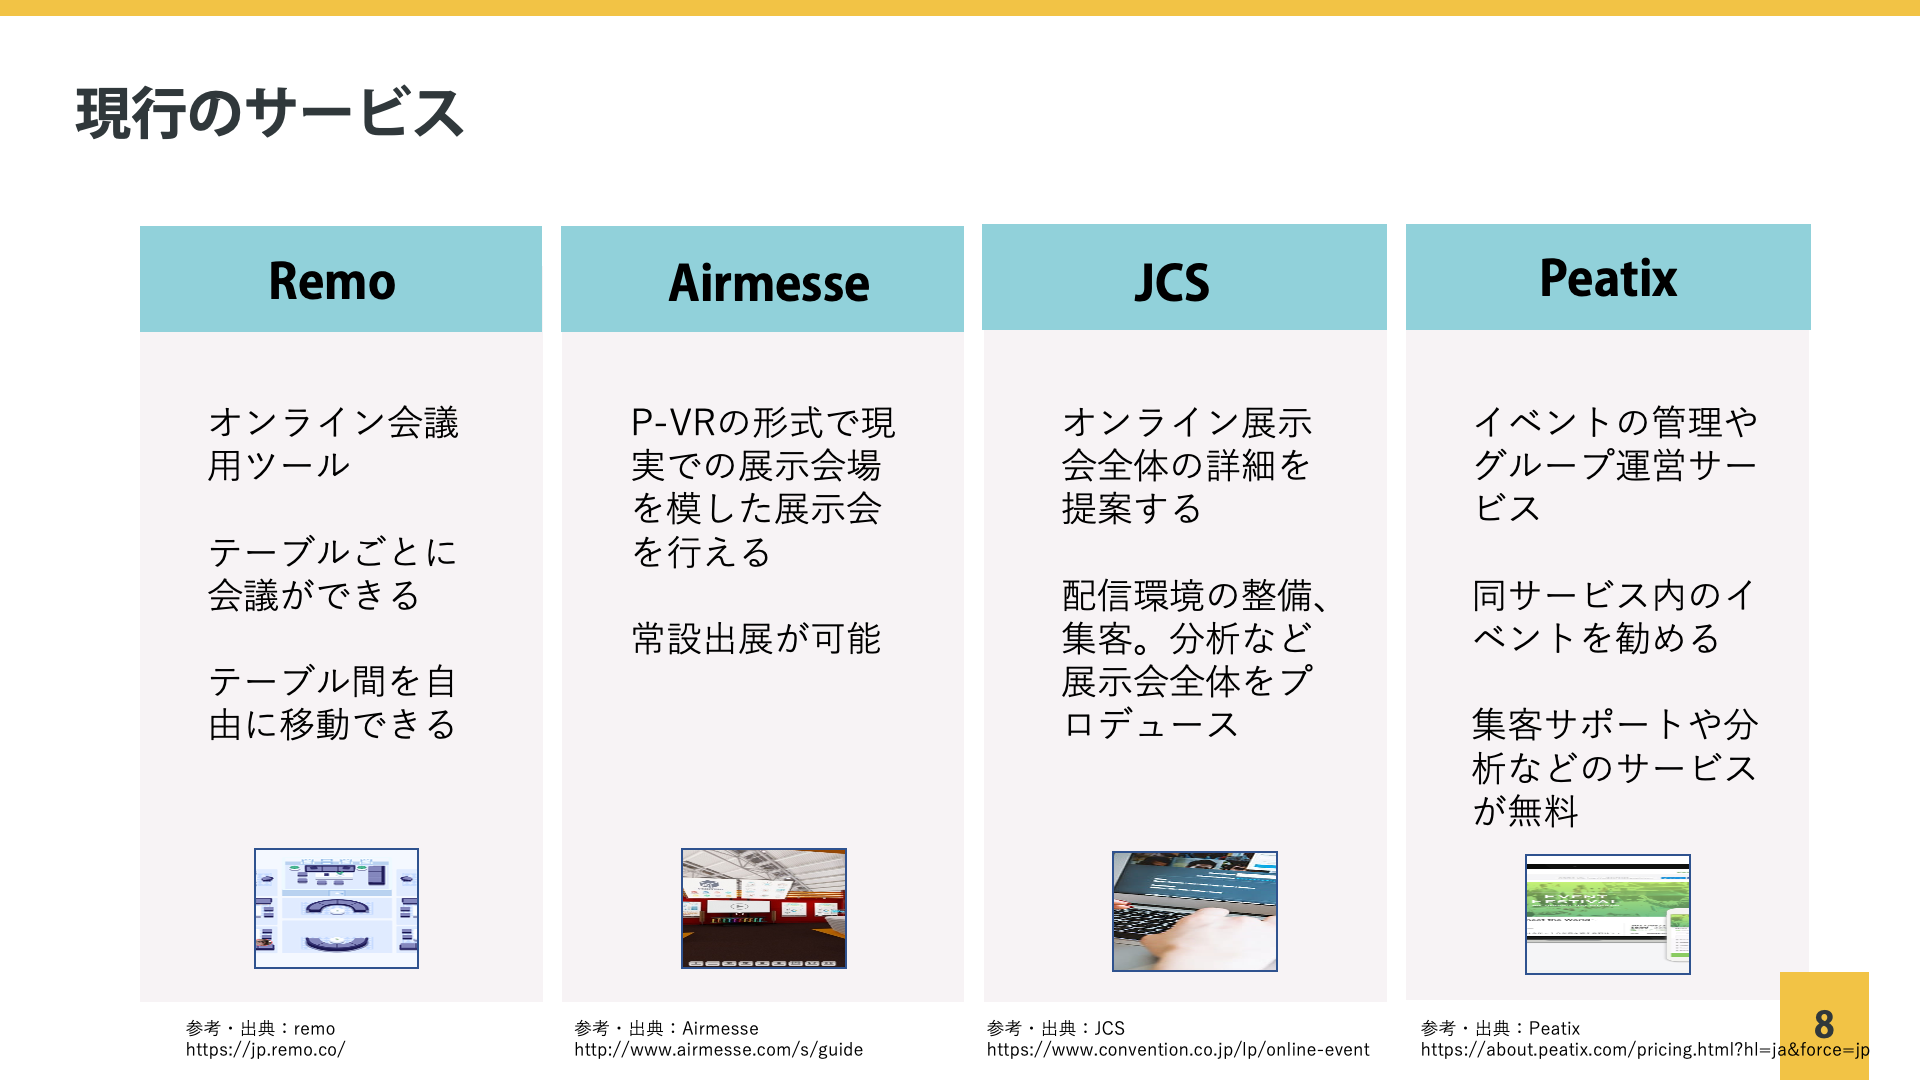 現行のサービス
Remo
オンライン会議
用ツール
テーブルごとに
会議ができる
テーブル間を自
由に移動できる
参考・出典：remo
https://jp.remo.co/
Airmesse
P-VRの形式で現
実での展示会場
を模した展示会
を行える
常設出展が可能
参考・出典：Airmesse
http://www.airmesse.com/s/guide
JCS
オンライン展示
会全体の詳細を
提案する
配信環境の整備、
集客。分析など
展示会全体をプ
ロデュース
参考・出典：JCS
https://www.convention.co.jp/lp/online-event
Peatix
イベントの管理や
グループ運営サー
ビス
同サービス内のイ
ベントを勧める
集客サポートや分
析などのサービス
が無料
参考・出典：Peatix
https://about.peatix.com/pricing.html?hl=ja&force=jp
8